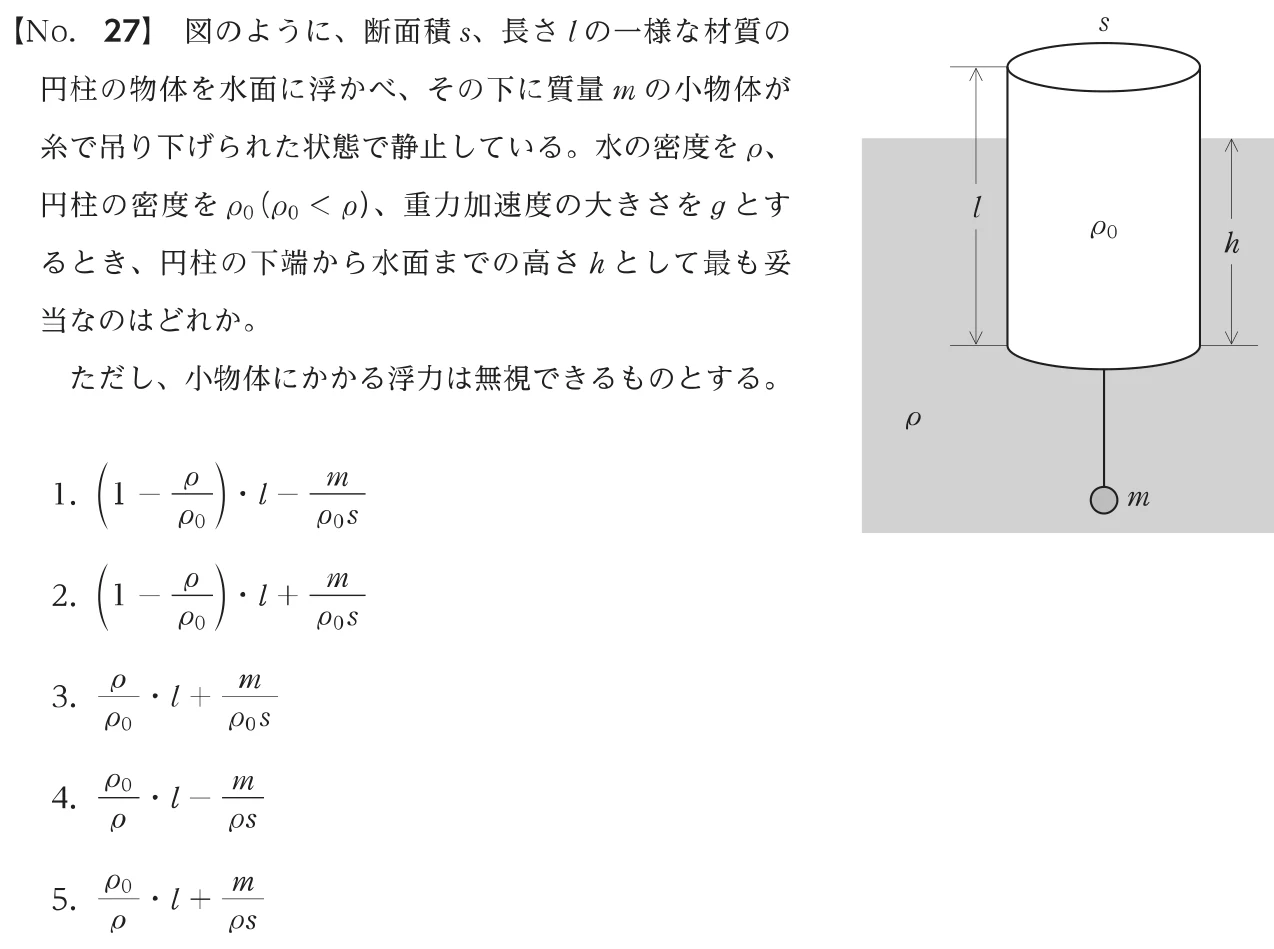 【No. 27】 図のように、断面積 s、長さ l の一様な材質の
円柱の物体を水面に浮かべ、その下に質量 m の小物体が
糸で吊り下げられた状態で静止している。水の密度を ρ、
円柱の密度を ρ₀ (ρ₀ < ρ)、重力加速度の大きさを g とす
るとき、円柱の下端から水面までの高さ h として最も妥
当なのはどれか。
ただし、小物体にかかる浮力は無視できるものとする。
1. (1 − ρ/ρ₀)・l − m/ρ₀s
2. (1 − ρ/ρ₀)・l + m/ρ₀s
3. ρ/ρ₀・l + m/ρ₀s
4. ρ₀/ρ・l − m/ρs
5. ρ₀/ρ・l + m/ρs
s
l
ρ₀
h
ρ
m